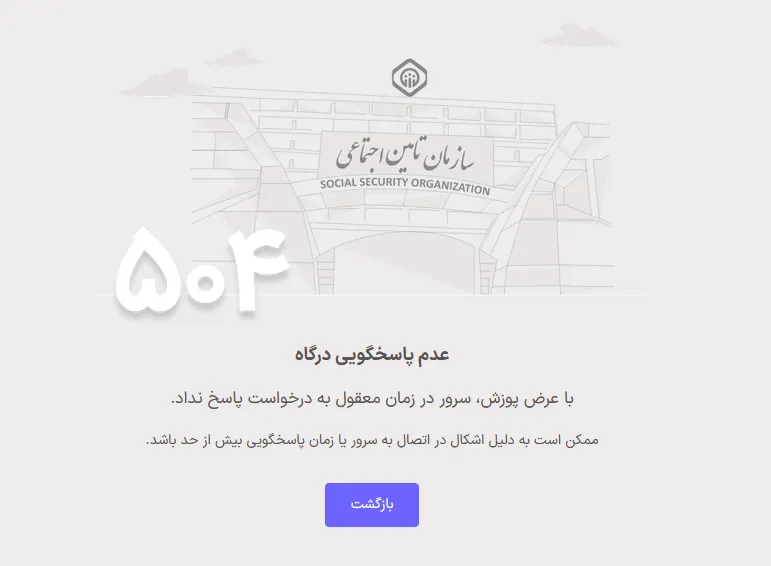 سازمان تامین اجتماعی
SOCIAL SECURITY ORGANIZATION
۵۰۴
عدم پاسخگویی درگاه
با عرض پوزش، سرور در زمان معقول به درخواست پاسخ نداد.
ممکن است به دلیل اشکال در اتصال به سرور یا زمان پاسخگویی بیش از حد باشد.
بازگشت